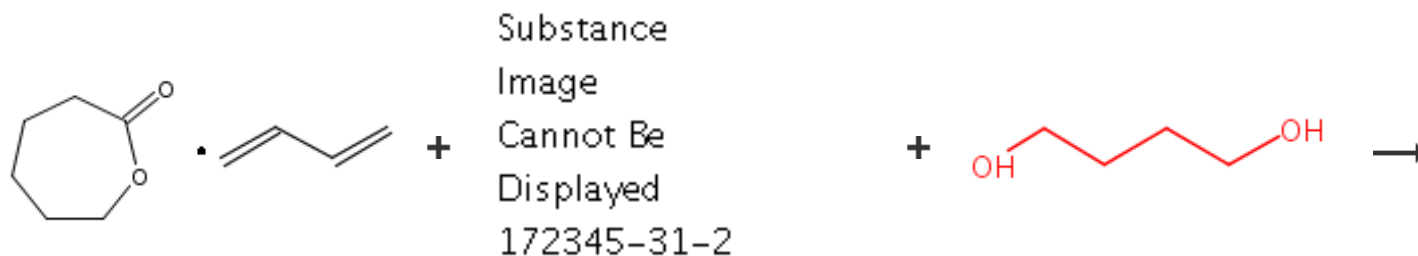 Substance
Image
Cannot Be
Displayed
172345-31-2
O
O
+
+
OH
OH